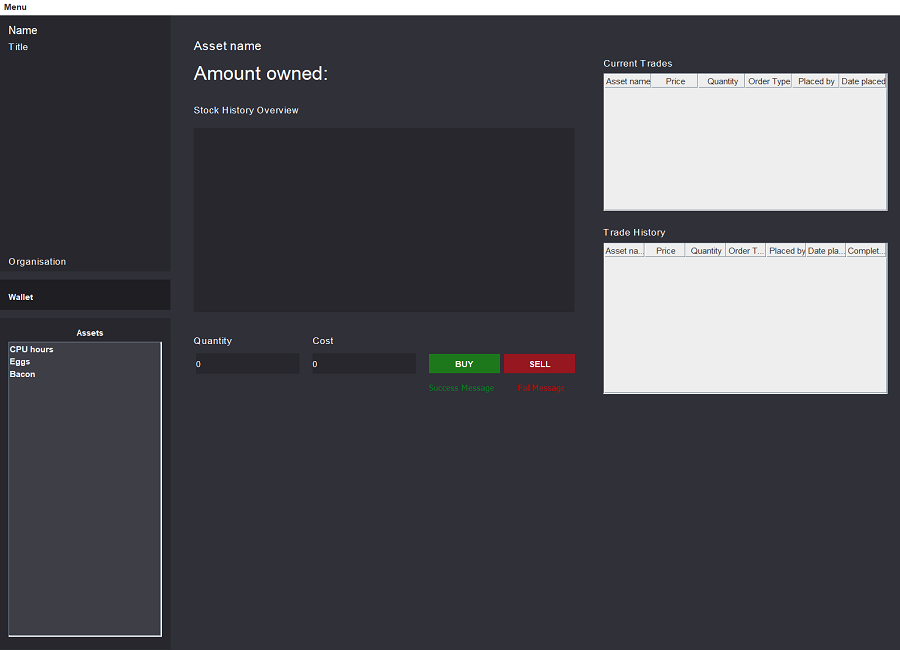 Menu
Name
Title
Organisation
Wallet
Assets
CPU hours
Eggs
Bacon
Asset name
Amount owned:
Stock History Overview
Quantity Cost
0 0 BUY SELL
Success Message Fail Message
Current Trades
Asset name Price Quantity Order Type Placed by Date placed
Trade History
Asset na... Price Quantity Order T... Placed by Date pla... Complet...